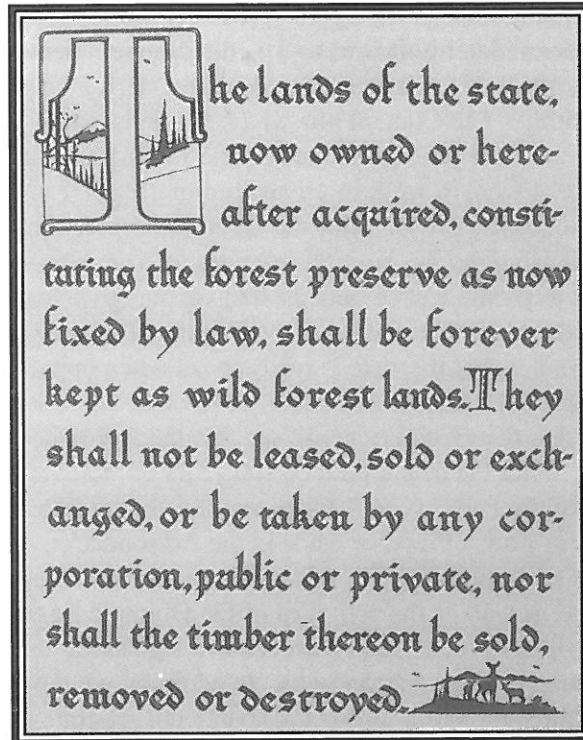 The lands of the state,
now owned or here-
after acquired, consti-
tuting the forest preserve as now
fixed by law, shall be forever
kept as wild forest lands. They
shall not be leased, sold or exch-
anged, or be taken by any cor-
poration, public or private, nor
shall the timber thereon be sold,
removed or destroyed.